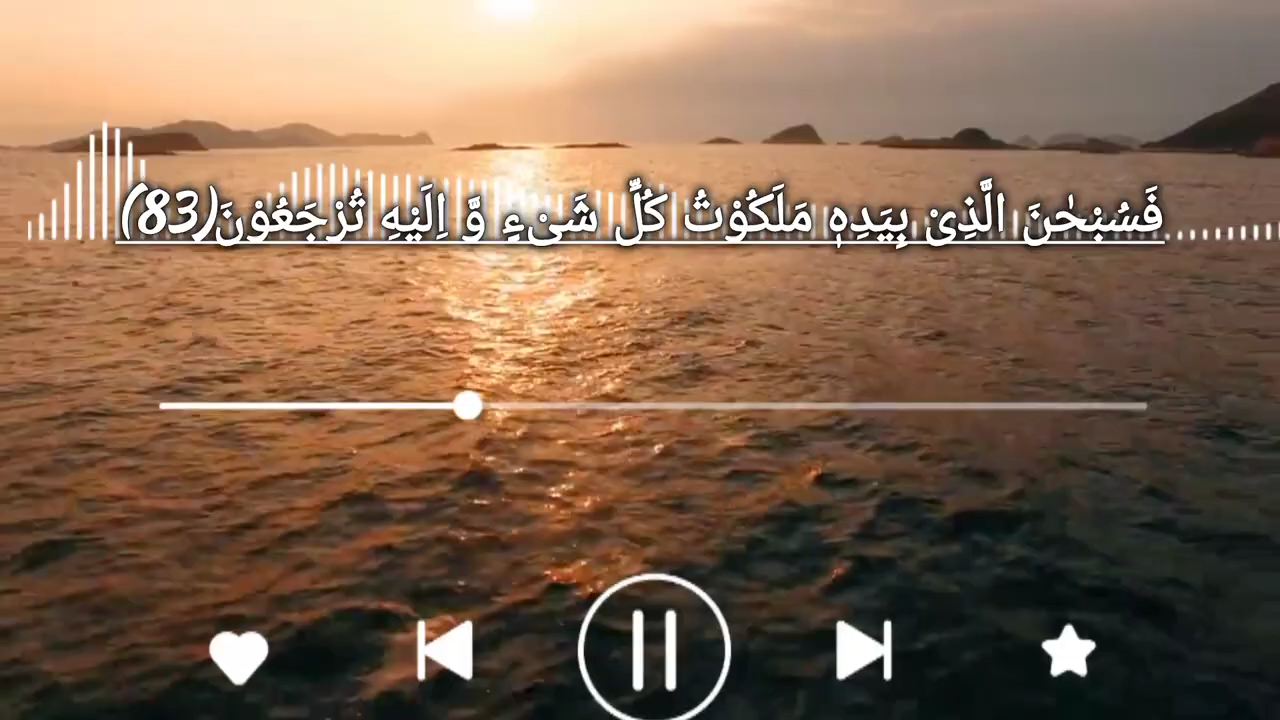 فَسُبْحٰنَ الَّذِیْ بِیَدِهٖ مَلَكُوْتُ كُلِّ شَیْءٍ وَّ اِلَیْهِ تُرْجَعُوْنَ(83)